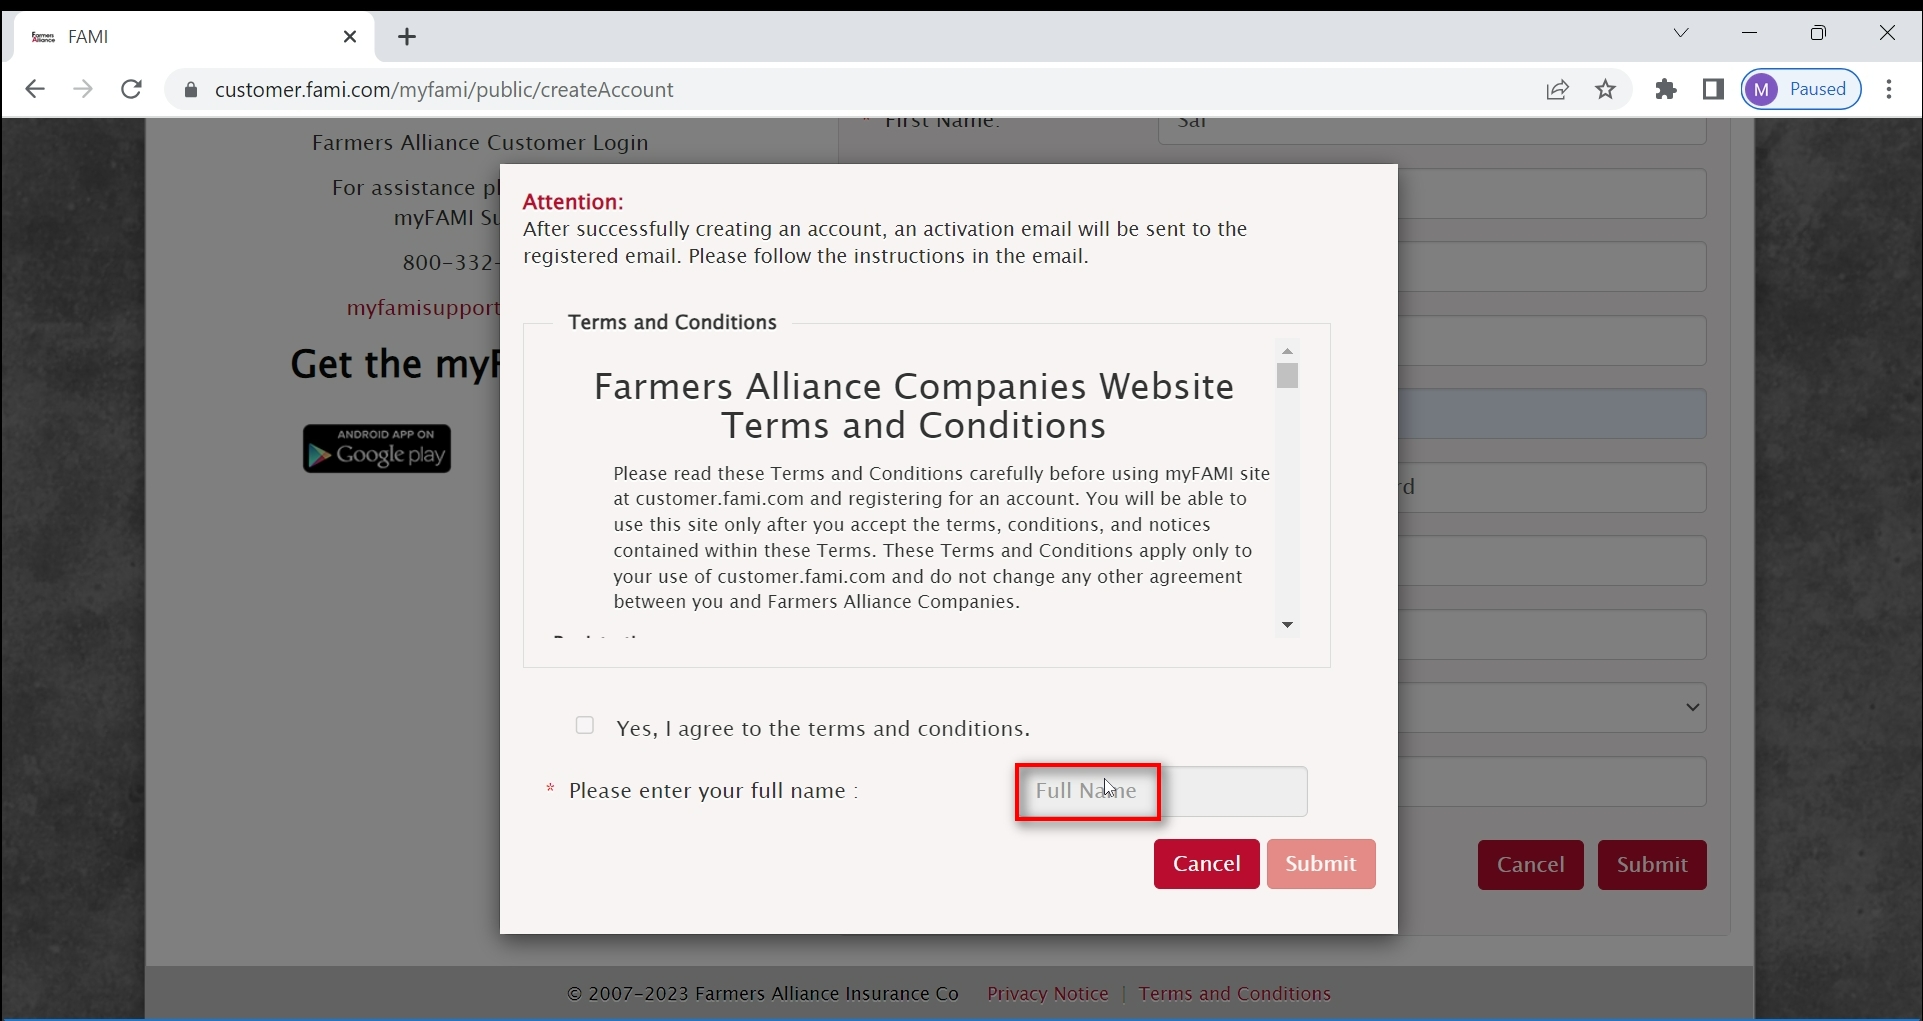 Farmers Alliance FAMI
customer.fami.com/myfami/public/createAccount
M Paused
* First Name: Sai
Farmers Alliance Customer Login
For assistance
myFAMI
800-332-
myfamisupport
Get the
ANDROID APP ON
Google play
Attention:
After successfully creating an account, an activation email will be sent to the
registered email. Please follow the instructions in the email.
Terms and Conditions
Farmers Alliance Companies Website
Terms and Conditions
Please read these Terms and Conditions carefully before using myFAMI site
at customer.fami.com and registering for an account. You will be able to
use this site only after you accept the terms, conditions, and notices
contained within these Terms. These Terms and Conditions apply only to
your use of customer.fami.com and do not change any other agreement
between you and Farmers Alliance Companies.
Yes, I agree to the terms and conditions.
* Please enter your full name : Full Name
Cancel Submit
Cancel Submit
© 2007-2023 Farmers Alliance Insurance Co Privacy Notice | Terms and Conditions